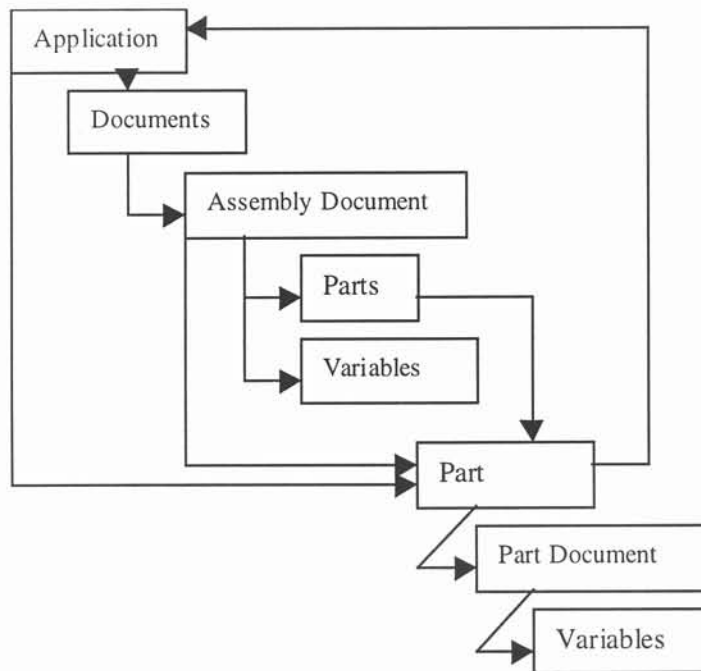 Application
Documents
Assembly Document
Parts
Variables
Part
Part Document
Variables